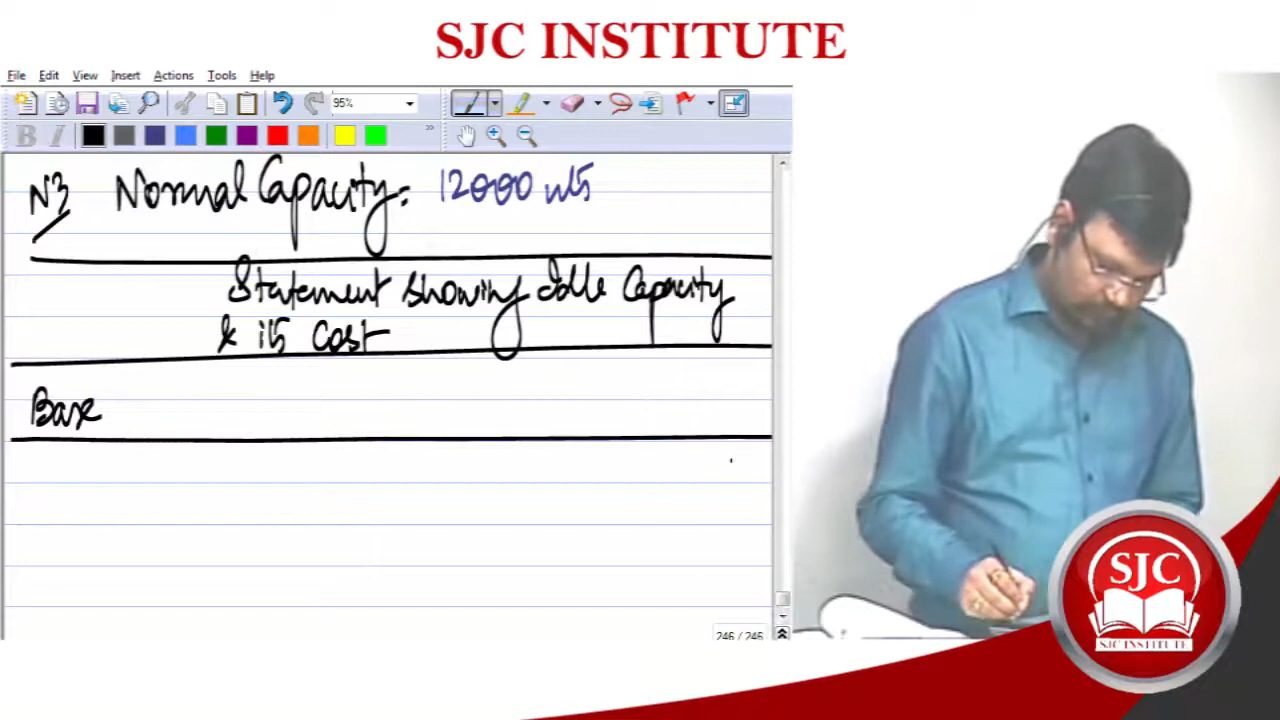 SJC INSTITUTE
File Edit View Insert Actions Tools Help
95%
B I
N3 Normal Capacity: 12000 uts
Statement showing Idle Capacity
& its Cost
Base
246 / 246
SJC
SJC INSTITUTE